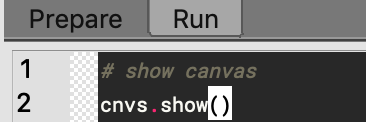 Prepare Run
1 # show canvas
2 cnvs.show()